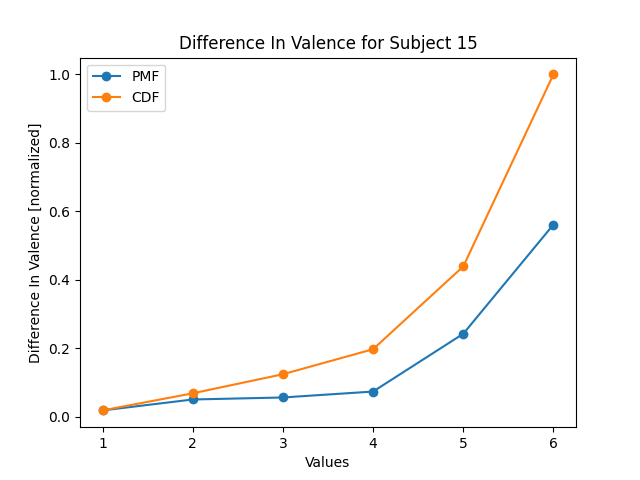 Difference In Valence for Subject 15
PMF
CDF
Difference In Valence [normalized]
1.0
0.8
0.6
0.4
0.2
0.0
1 2 3 4 5 6
Values